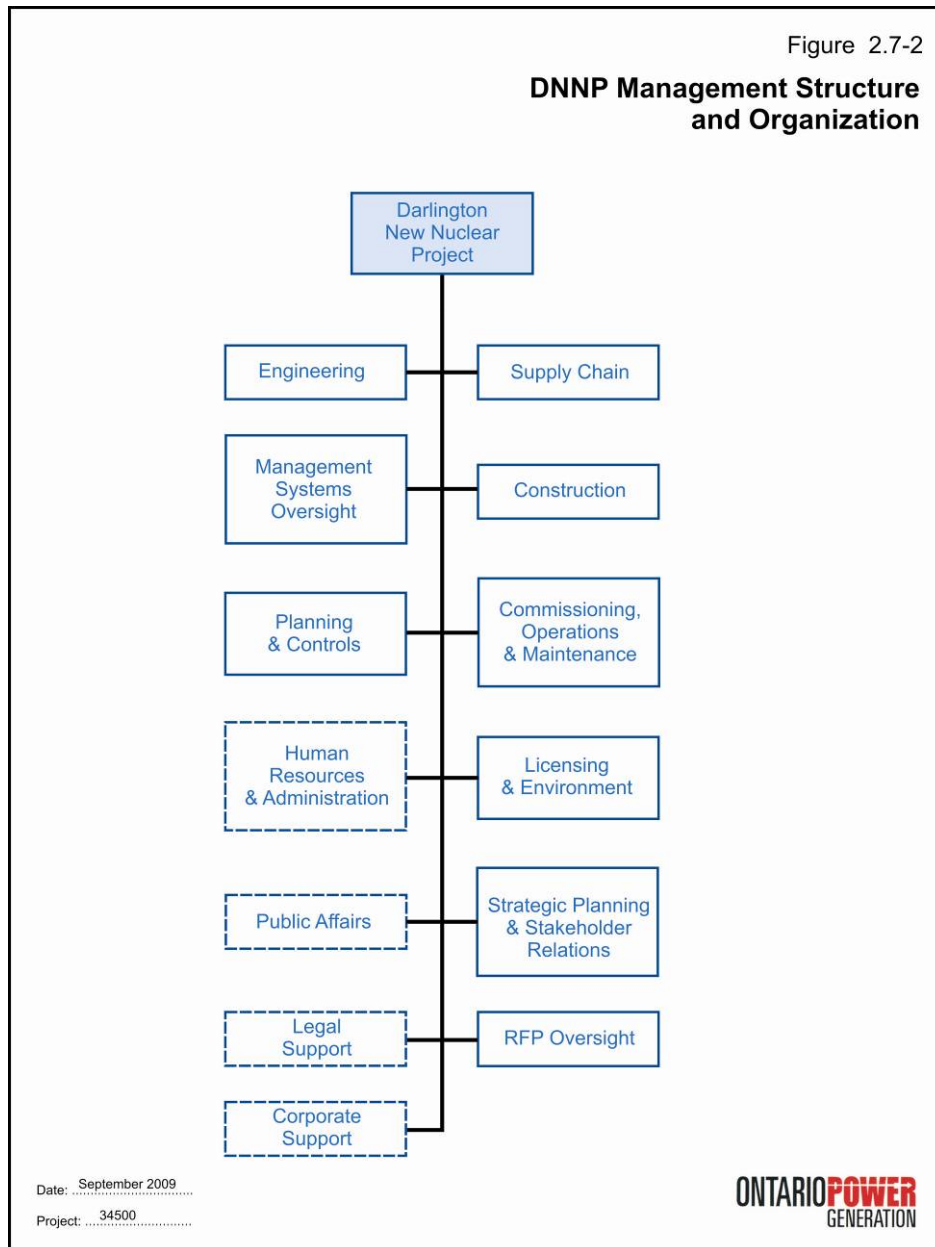 Figure 2.7-2
DNNP Management Structure
and Organization
Darlington
New Nuclear
Project
Engineering
Supply Chain
Management
Systems
Oversight
Construction
Planning
& Controls
Commissioning,
Operations
& Maintenance
Human
Resources
& Administration
Licensing
& Environment
Public Affairs
Strategic Planning
& Stakeholder
Relations
Legal
Support
RFP Oversight
Corporate
Support
Date: September 2009
Project: 34500
ONTARIOPOWER
GENERATION